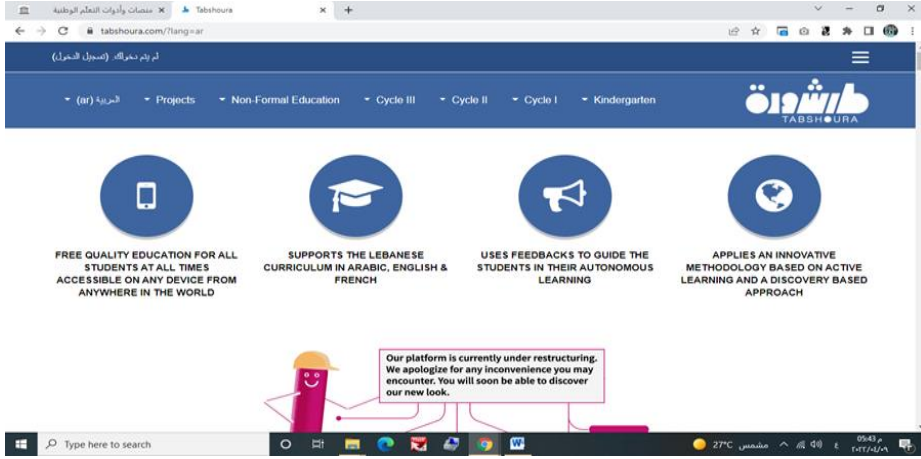 منصات وأدوات التعلّم الوطنية
Tabshoura
tabshoura.com/?lang=ar
لم يتم دخولك. (تسجيل الدخول)
العربية (ar)
Projects
Non-Formal Education
Cycle III
Cycle II
Cycle I
Kindergarten
طبشورة
TABSHOURA
FREE QUALITY EDUCATION FOR ALL
STUDENTS AT ALL TIMES
ACCESSIBLE ON ANY DEVICE FROM
ANYWHERE IN THE WORLD
SUPPORTS THE LEBANESE
CURRICULUM IN ARABIC, ENGLISH &
FRENCH
USES FEEDBACKS TO GUIDE THE
STUDENTS IN THEIR AUTONOMOUS
LEARNING
APPLIES AN INNOVATIVE
METHODOLOGY BASED ON ACTIVE
LEARNING AND A DISCOVERY BASED
APPROACH
Our platform is currently under restructuring.
We apologize for any inconvenience you may
encounter. You will soon be able to discover
our new look.
Type here to search
27°C مشمس
ع
05:43 م